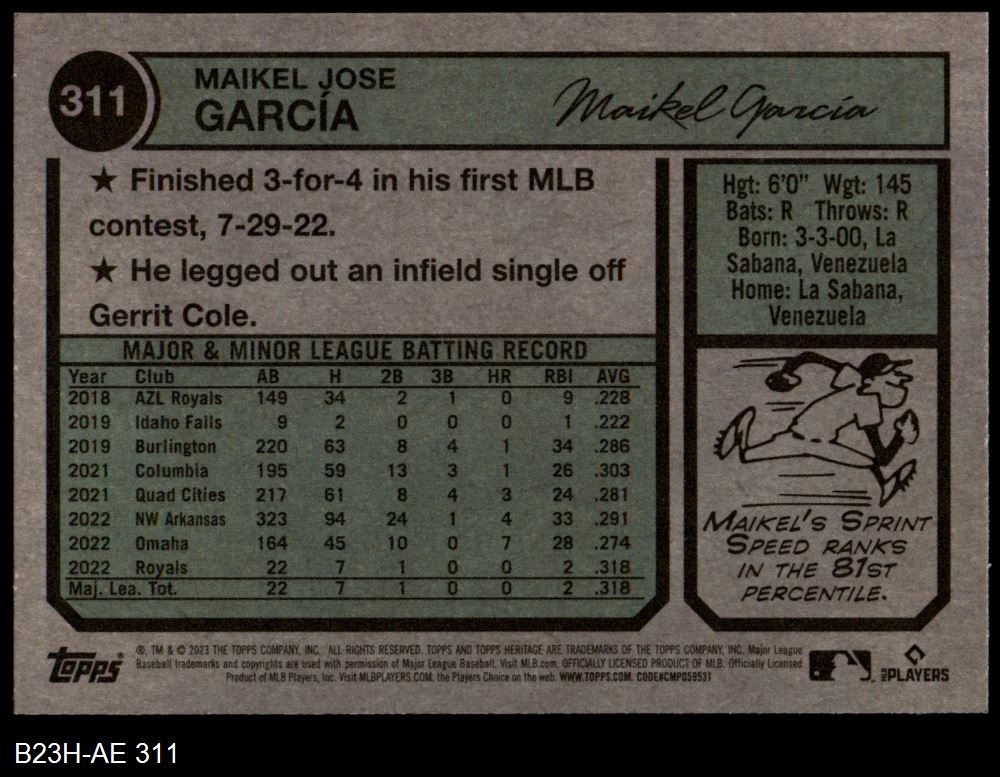 311
MAIKEL JOSE
GARCÍA
Maikel García
★ Finished 3-for-4 in his first MLB
contest, 7-29-22.
★ He legged out an infield single off
Gerrit Cole.
Hgt: 6'0" Wgt: 145
Bats: R Throws: R
Born: 3-3-00, La
Sabana, Venezuela
Home: La Sabana,
Venezuela
MAJOR & MINOR LEAGUE BATTING RECORD
Year Club AB H 2B 3B HR RBI AVG
2018 AZL Royals 149 34 2 1 0 9 .228
2019 Idaho Falls 9 2 0 0 0 1 .222
2019 Burlington 220 63 8 4 1 34 .286
2021 Columbia 195 59 13 3 1 26 .303
2021 Quad Cities 217 61 8 4 3 24 .281
2022 NW Arkansas 323 94 24 1 4 33 .291
2022 Omaha 164 45 10 0 7 28 .274
2022 Royals 22 7 1 0 0 2 .318
Maj. Lea. Tot. 22 7 1 0 0 2 .318
MAIKEL'S SPRINT
SPEED RANKS
IN THE 81ST
PERCENTILE.
topps
®, TM & © 2023 THE TOPPS COMPANY, INC. ALL RIGHTS RESERVED. TOPPS AND TOPPS HERITAGE ARE TRADEMARKS OF THE TOPPS COMPANY, INC. Major League
Baseball trademarks and copyrights are used with permission of Major League Baseball. Visit MLB.com. OFFICIALLY LICENSED PRODUCT OF MLB. Officially Licensed
Product of MLB Players, Inc. Visit MLBPLAYERS.COM, the Players Choice on the web. WWW.TOPPS.COM. CODE#CMP059531
MLBPLAYERS
B23H-AE 311